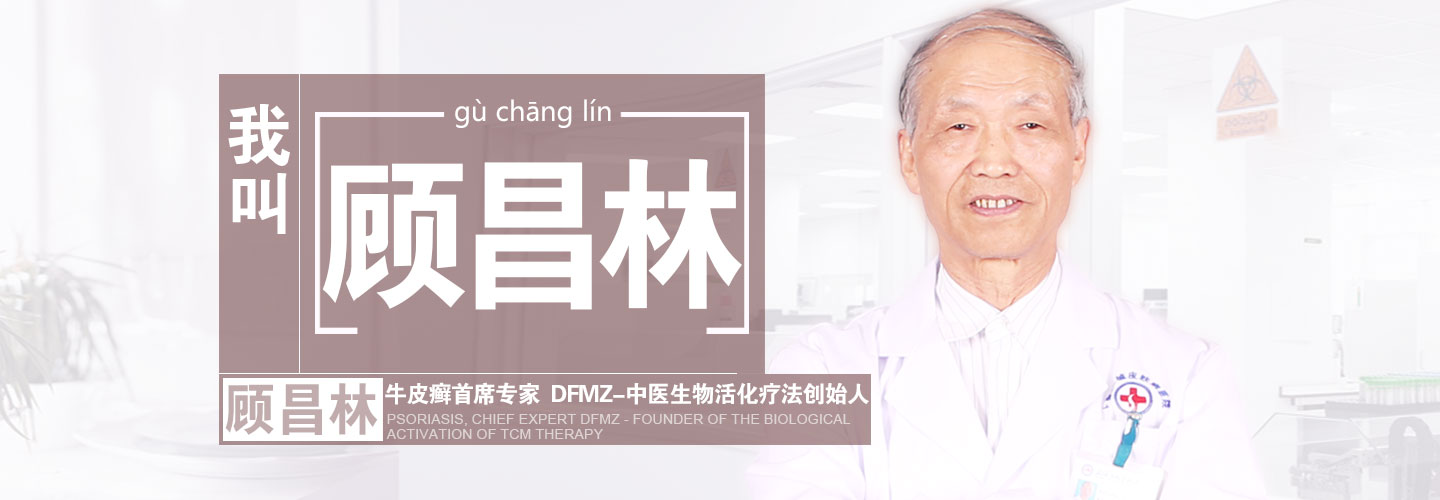 我叫
gù chāng lín
顾昌林
顾昌林
牛皮癣首席专家 DFMZ-中医生物活化疗法创始人
PSORIASIS, CHIEF EXPERT DFMZ - FOUNDER OF THE BIOLOGICAL
ACTIVATION OF TCM THERAPY